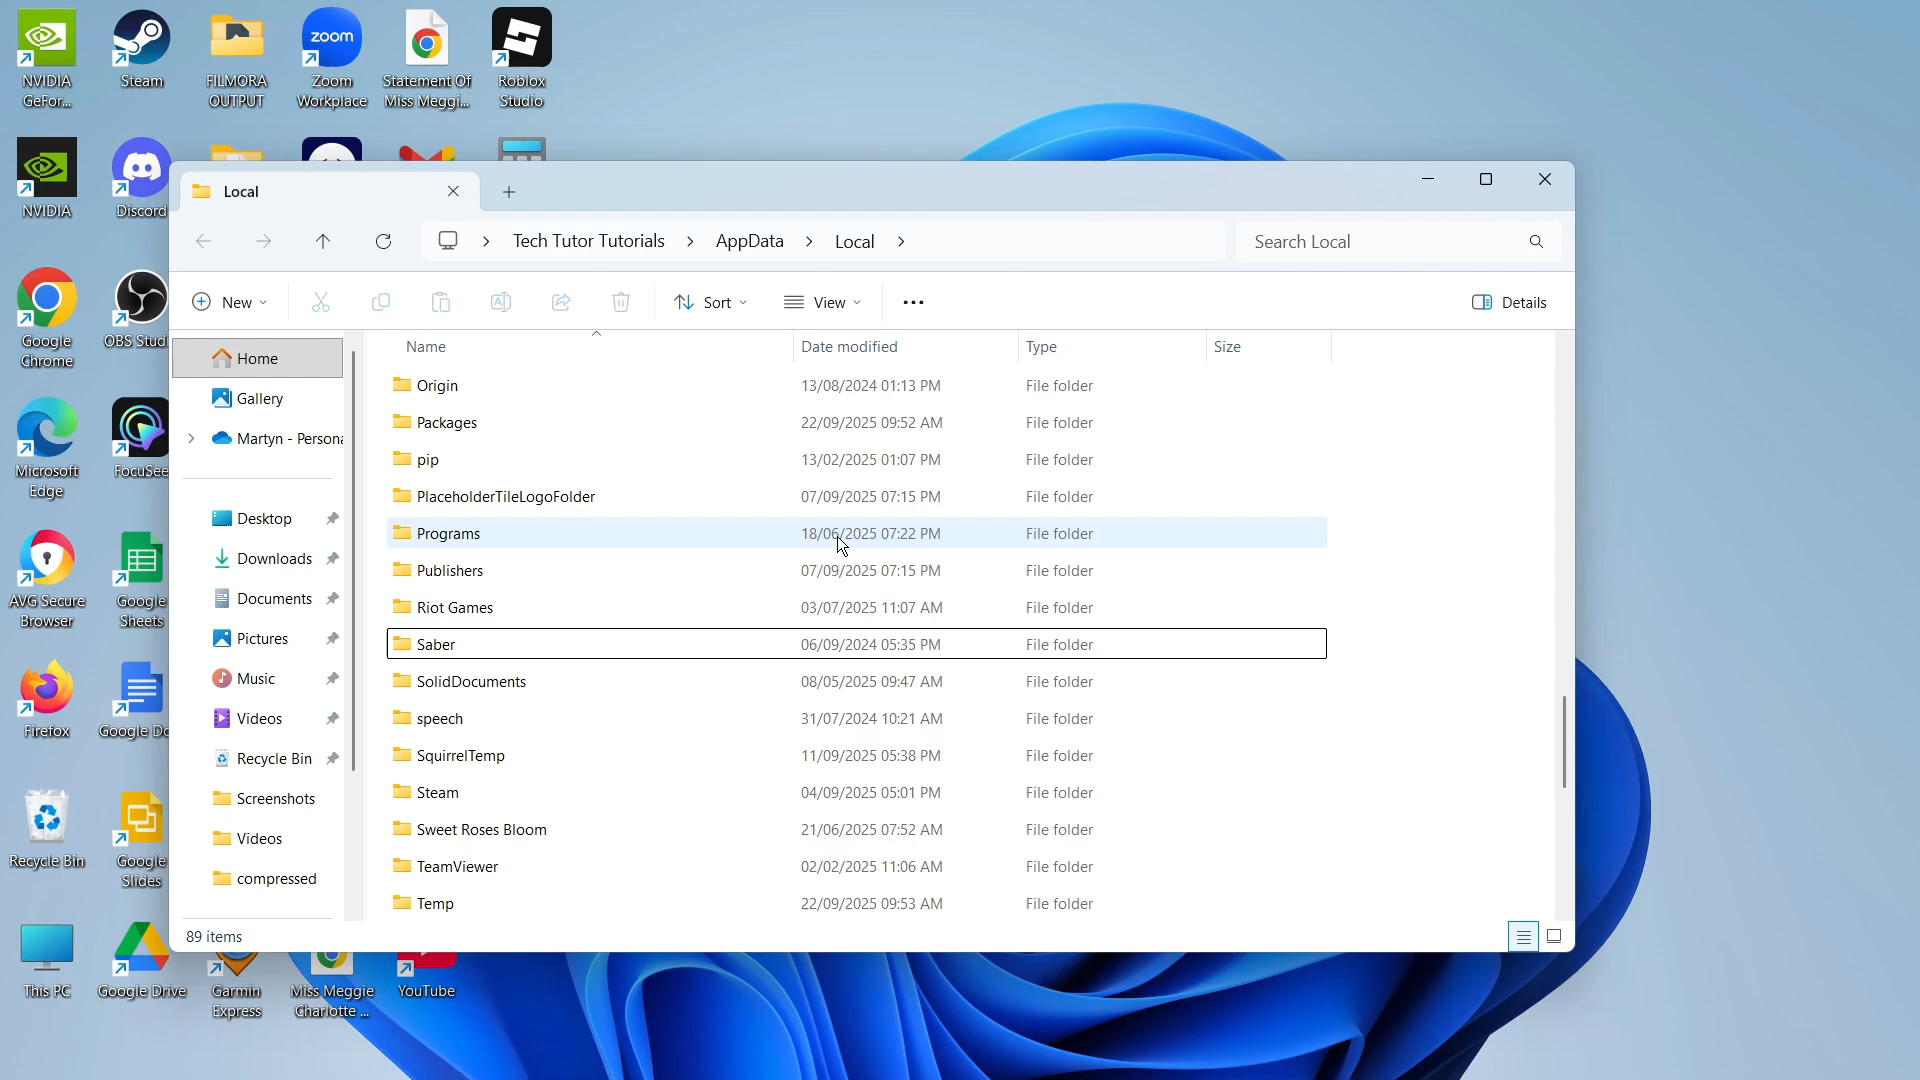 NVIDIA
GeFor...
Steam
FILMORA
OUTPUT
zoom
Zoom
Workplace
Statement Of
Miss Meggi...
Roblox
Studio
NVIDIA
Discord
Google
Chrome
OBS Studi
Microsoft
Edge
FocuSee
AVG Secure
Browser
Google
Sheets
Firefox
Google Do
Recycle Bin
Google
Slides
This PC
Google Drive
Garmin
Express
Miss Meggie
Charlotte ...
YouTube
Local
Tech Tutor Tutorials > AppData > Local >
Search Local
New
Sort
View
Details
Home
Gallery
Martyn - Persona
Desktop
Downloads
Documents
Pictures
Music
Videos
Recycle Bin
Screenshots
Videos
compressed
Name Date modified Type Size
Origin 13/08/2024 01:13 PM File folder
Packages 22/09/2025 09:52 AM File folder
pip 13/02/2025 01:07 PM File folder
PlaceholderTileLogoFolder 07/09/2025 07:15 PM File folder
Programs 18/06/2025 07:22 PM File folder
Publishers 07/09/2025 07:15 PM File folder
Riot Games 03/07/2025 11:07 AM File folder
Saber 06/09/2024 05:35 PM File folder
SolidDocuments 08/05/2025 09:47 AM File folder
speech 31/07/2024 10:21 AM File folder
SquirrelTemp 11/09/2025 05:38 PM File folder
Steam 04/09/2025 05:01 PM File folder
Sweet Roses Bloom 21/06/2025 07:52 AM File folder
TeamViewer 02/02/2025 11:06 AM File folder
Temp 22/09/2025 09:53 AM File folder
89 items